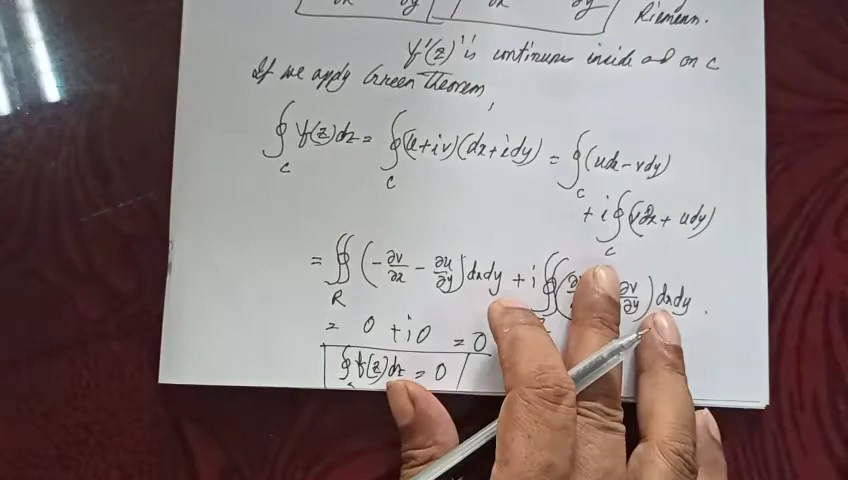 Riemann.
f'(z)'' is continuous inside and on c
If we apply Green Theorem,
∮_C f(z)dz = ∮_C (u+iv)(dx+idy) = ∮_C (udx-vdy)
+ i∮_C (vdx+udy)
= ∯_R (-∂v/∂x - ∂u/∂y) dxdy + i∯ ∂v/∂y) dxdy.
= 0 + i0 = 0
∮_C f(z)dz = 0